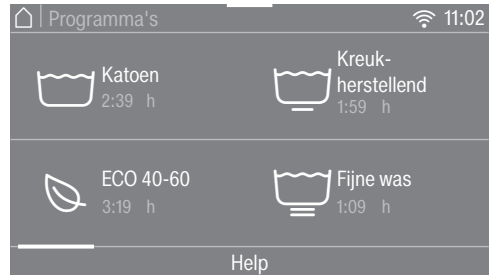 Programma's 11:02
Katoen
2:39 h
Kreuk-
herstellend
1:59 h
ECO 40-60
3:19 h
Fijne was
1:09 h
Help